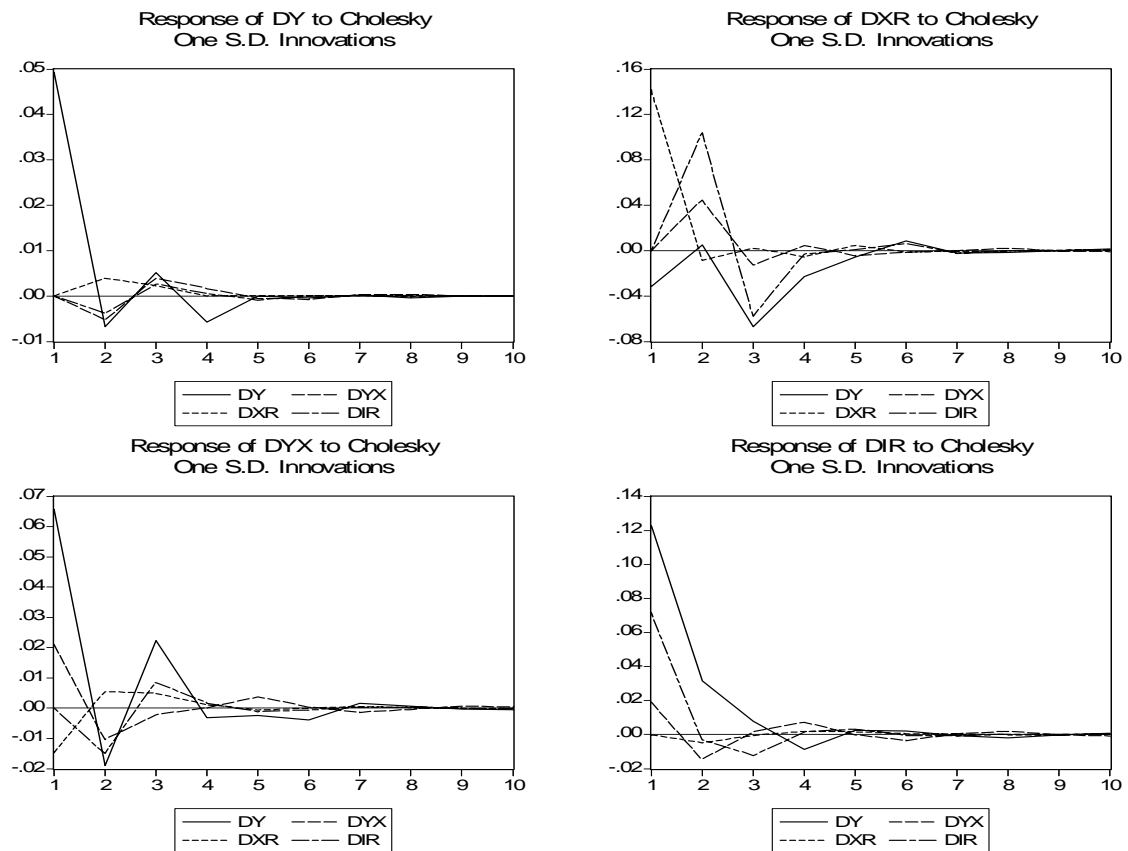 Response of DY to Cholesky
One S.D. Innovations
.05
.04
.03
.02
.01
.00
-.01
1 2 3 4 5 6 7 8 9 10
DY DYX
DXR DIR
Response of DXR to Cholesky
One S.D. Innovations
.16
.12
.08
.04
.00
-.04
-.08
1 2 3 4 5 6 7 8 9 10
DY DYX
DXR DIR
Response of DYX to Cholesky
One S.D. Innovations
.07
.06
.05
.04
.03
.02
.01
.00
-.01
-.02
1 2 3 4 5 6 7 8 9 10
DY DYX
DXR DIR
Response of DIR to Cholesky
One S.D. Innovations
.14
.12
.10
.08
.06
.04
.02
.00
-.02
1 2 3 4 5 6 7 8 9 10
DY DYX
DXR DIR